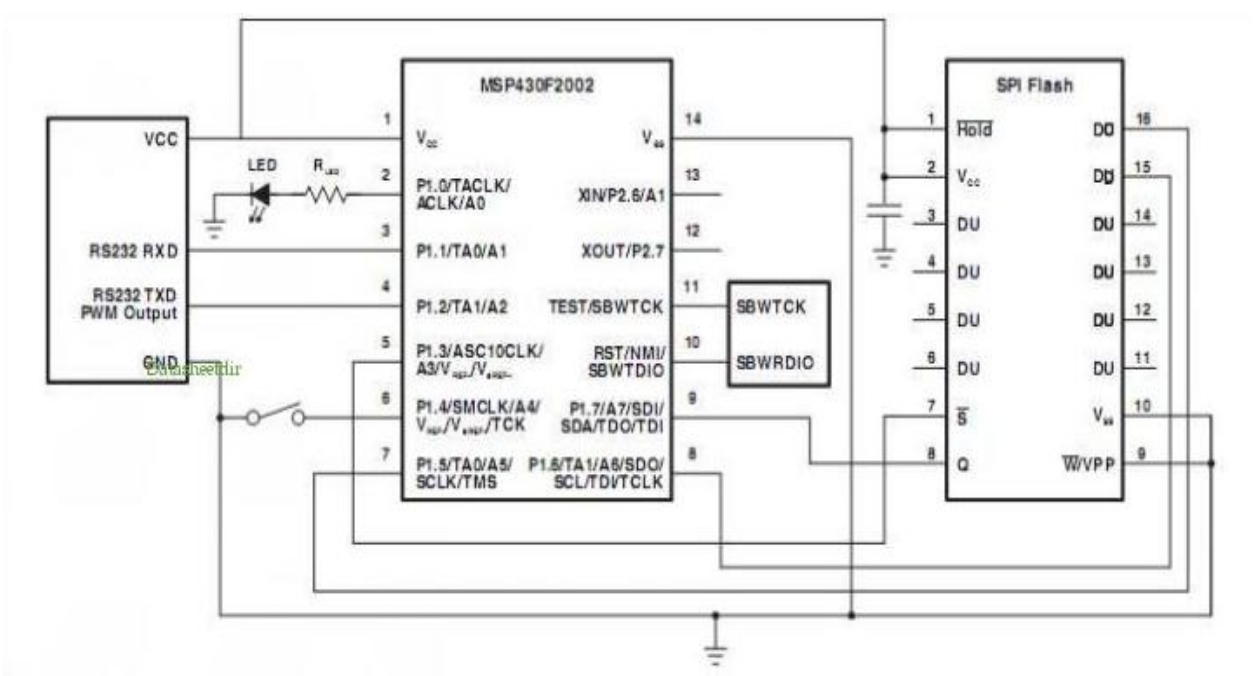 MSP430F2002
SPI Flash
VCC
RS232 RXD
RS232 TXD
PWM Output
GND
Datasheetdir
LED
R
1
V
2
P1.0/TACLK/
ACLK/A0
3
P1.1/TA0/A1
4
P1.2/TA1/A2
5
P1.3/ASC10CLK/
A3/V
6
P1.4/SMCLK/A4/
/TCK
7
P1.5/TA0/A5/
SCLK/TMS
14
V
13
XIN/P2.6/A1
12
XOUT/P2.7
11
TEST/SBWTCK
10
RST/NMI/
SBWTDIO
9
P1.7/A7/SDI/
SDA/TDO/TDI
8
P1.6/TA1/A6/SDO/
SCL/TDI/TCLK
SBWTCK
SBWRDIO
1
Hold
2
Vcc
3
DU
4
DU
5
DU
6
DU
7
S
8
Q
16
15
14
DU
13
DU
12
DU
11
DU
10
V
9
W/VPP